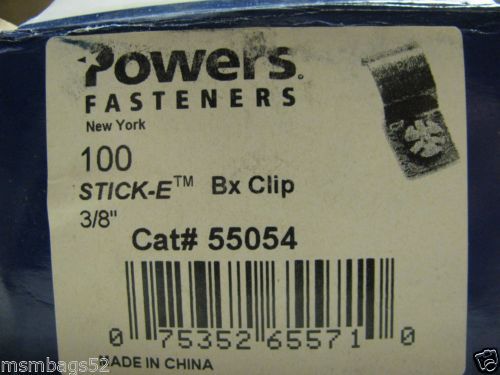 Powers.
FASTENERS
New York
100
STICK-E™ Bx Clip
3/8"
Cat# 55054
0 75352 65571 0
MADE IN CHINA
msmbags52